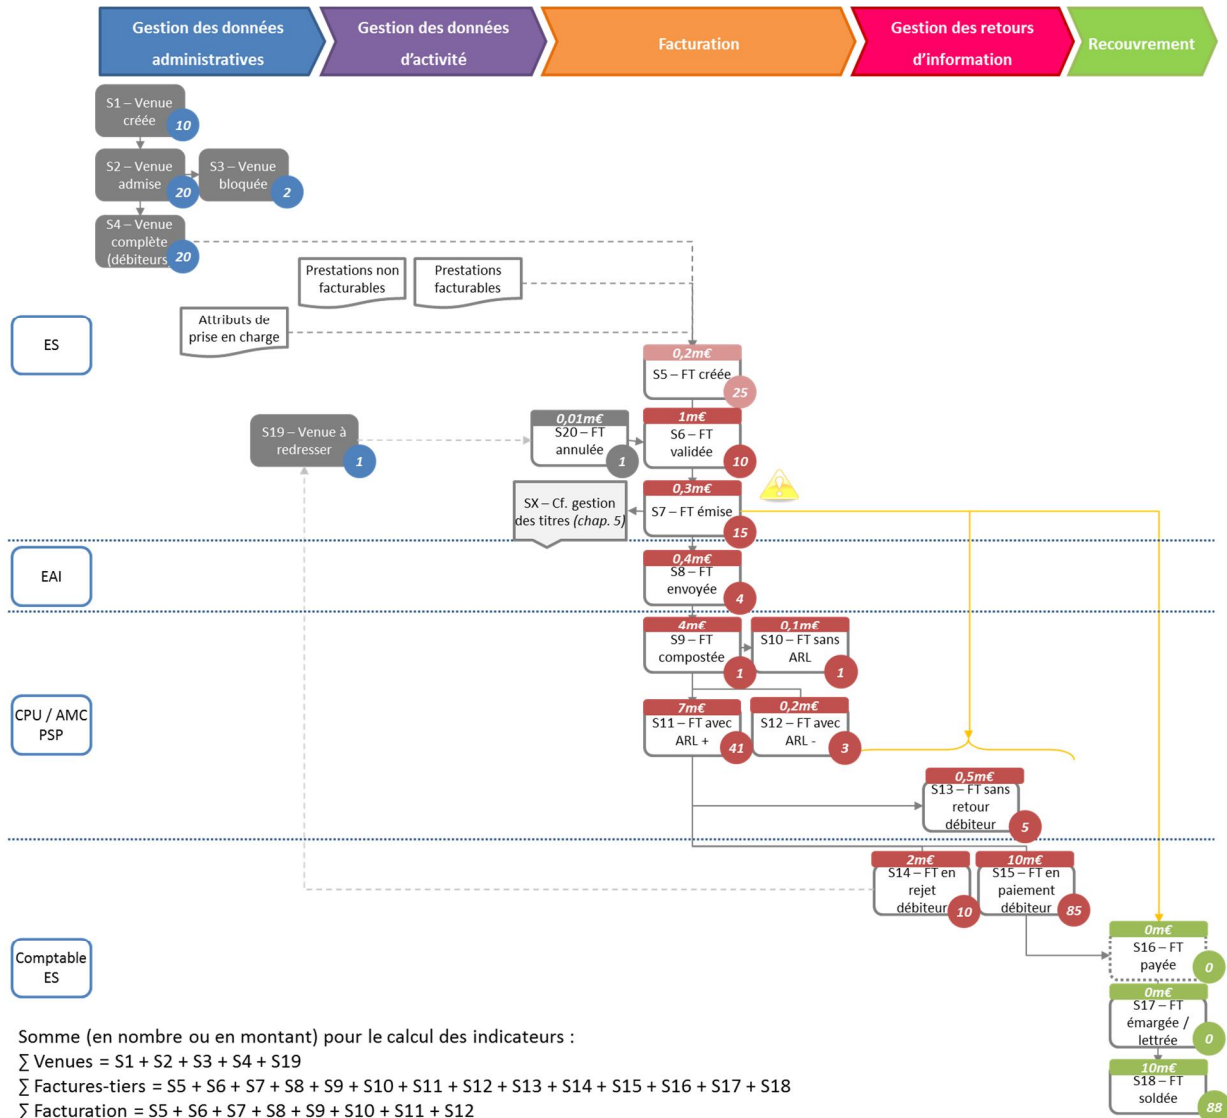 Gestion des données
administratives
Gestion des données
d'activité
Facturation
Gestion des retours
d'information
Recouvrement
S1 – Venue
créée
10
S2 – Venue
admise
20
S3 – Venue
bloquée
2
S4 – Venue
complète
(débiteurs
20
Prestations non
facturables
Prestations
facturables
Attributs de
prise en charge
ES
0,2m€
S5 – FT créée
25
S19 – Venue à
redresser
1
0,01m€
S20 – FT
annulée
1
1m€
S6 – FT
validée
10
SX – Cf. gestion
des titres (chap. 5)
0,3m€
S7 – FT émise
15
EAI
0,4m€
S8 – FT
envoyée
4
4m€
S9 – FT
compostée
1
0,1m€
S10 – FT sans
ARL
1
CPU / AMC
PSP
7m€
S11 – FT avec
ARL +
41
0,2m€
S12 – FT avec
ARL -
3
0,5m€
S13 – FT sans
retour
débiteur
5
2m€
S14 – FT en
rejet
débiteur
10
10m€
S15 – FT en
paiement
débiteur
85
Comptable
ES
0m€
S16 – FT
payée
0
0m€
S17 – FT
émargée /
lettrée
0
10m€
S18 – FT
soldée
88
Somme (en nombre ou en montant) pour le calcul des indicateurs :
∑ Venues = S1 + S2 + S3 + S4 + S19
∑ Factures-tiers = S5 + S6 + S7 + S8 + S9 + S10 + S11 + S12 + S13 + S14 + S15 + S16 + S17 + S18
∑ Facturation = S5 + S6 + S7 + S8 + S9 + S10 + S11 + S12